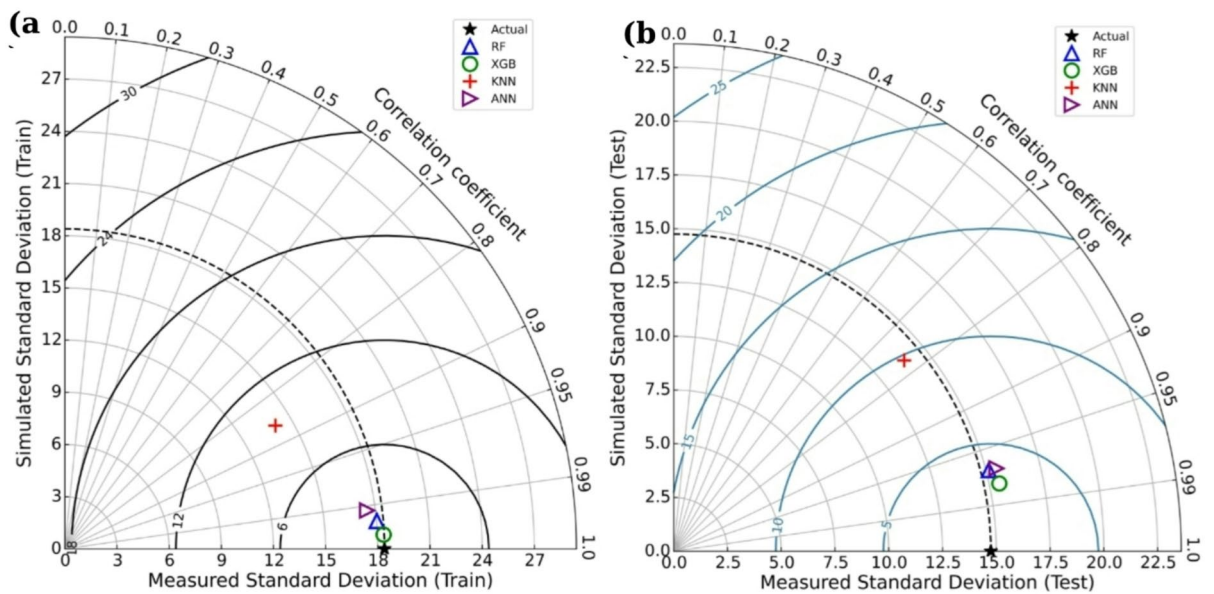 (a
0.0
0.1
0.2
0.3
0.4
0.5
0.6
0.7
0.8
0.9
0.95
0.99
1.0
Correlation coefficient
Actual
RF
XGB
KNN
ANN
Simulated Standard Deviation (Train)
27
24
21
18
15
12
9
6
3
0
30
24
18
12
6
0 3 6 9 12 15 18 21 24 27
Measured Standard Deviation (Train)
(b
0.0
0.1
0.2
0.3
0.4
0.5
0.6
0.7
0.8
0.9
0.95
0.99
1.0
Correlation coefficient
Actual
RF
XGB
KNN
ANN
Simulated Standard Deviation (Test)
22.5
20.0
17.5
15.0
12.5
10.0
7.5
5.0
2.5
0.0
25
20
15
10
5
0.0 2.5 5.0 7.5 10.0 12.5 15.0 17.5 20.0 22.5
Measured Standard Deviation (Test)